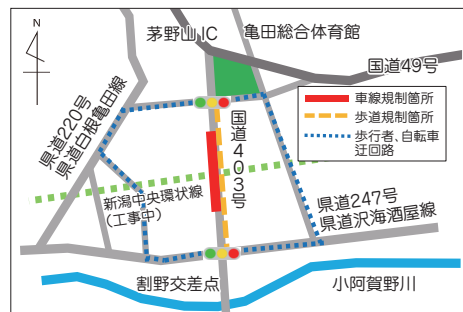 N
茅野山IC
亀田総合体育館
国道49号
車線規制箇所
歩道規制箇所
歩行者、自転車
迂回路
県道220号
県道白根亀田線
国道403号
新潟中央環状線
(工事中)
県道247号
県道沢海酒屋線
割野交差点
小阿賀野川